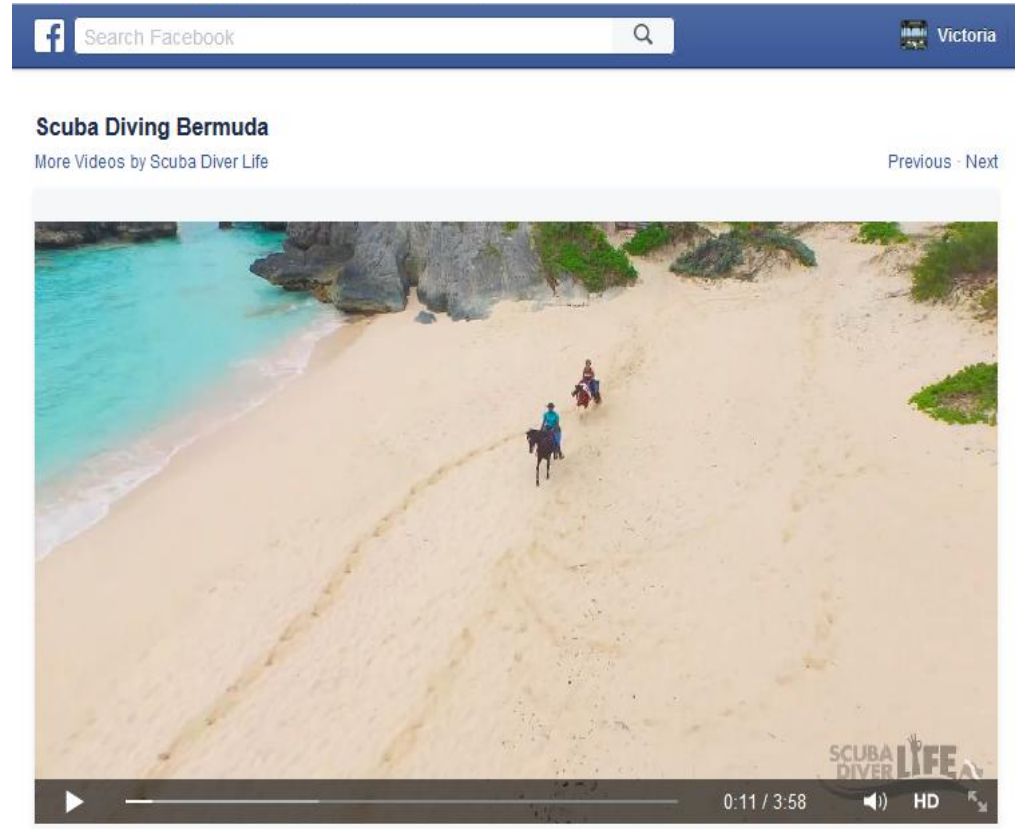 f Search Facebook Victoria
Scuba Diving Bermuda
More Videos by Scuba Diver Life Previous · Next
SCUBA DIVER LIFE
0:11 / 3:58 HD